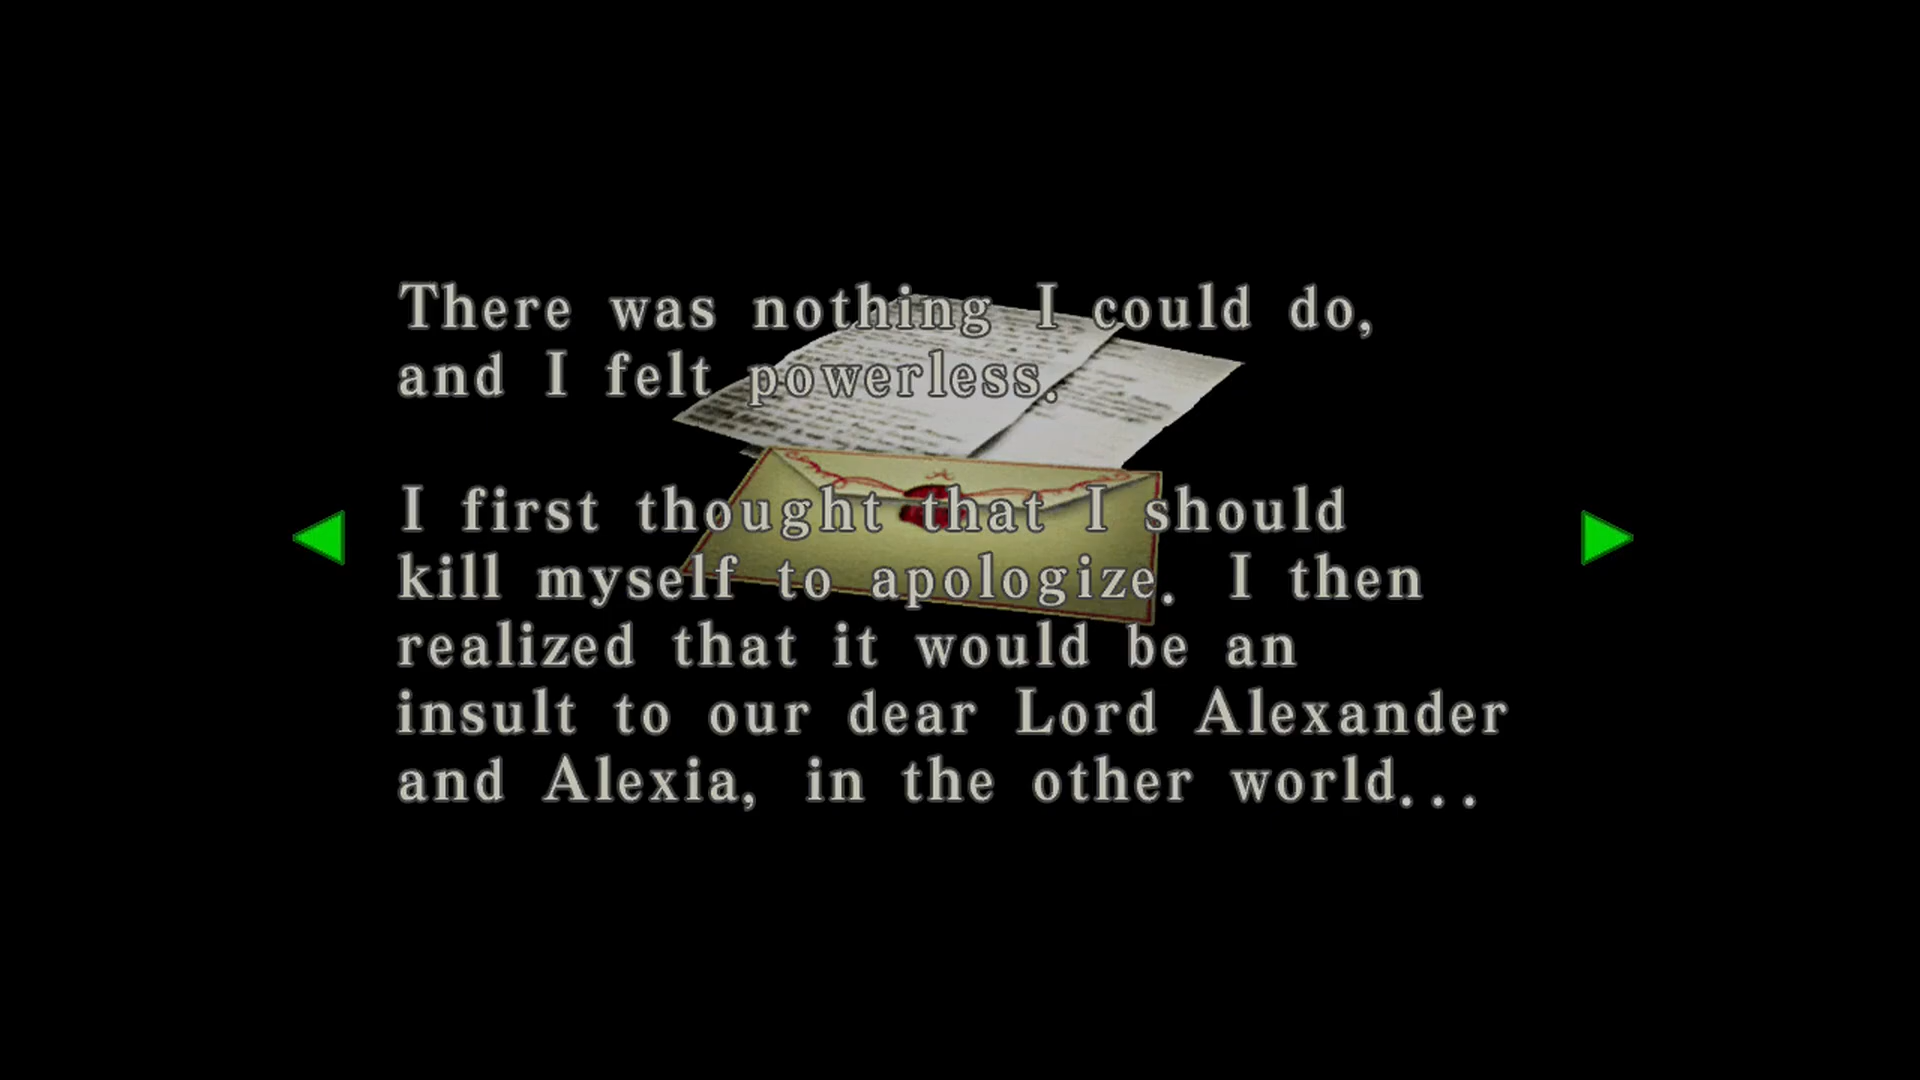 There was nothing I could do,
and I felt powerless.
I first thought that I should
kill myself to apologize. I then
realized that it would be an
insult to our dear Lord Alexander
and Alexia, in the other world...